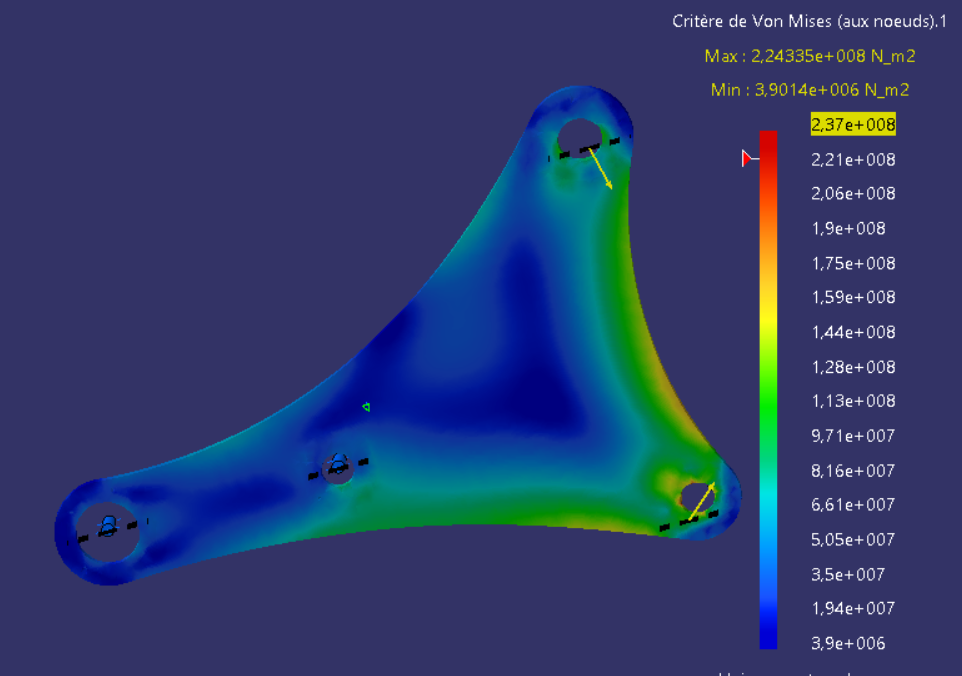 Critère de Von Mises (aux noeuds).1
Max : 2,24335e+008 N_m2
Min : 3,9014e+006 N_m2
2,37e+008
2,21e+008
2,06e+008
1,9e+008
1,75e+008
1,59e+008
1,44e+008
1,28e+008
1,13e+008
9,71e+007
8,16e+007
6,61e+007
5,05e+007
3,5e+007
1,94e+007
3,9e+006